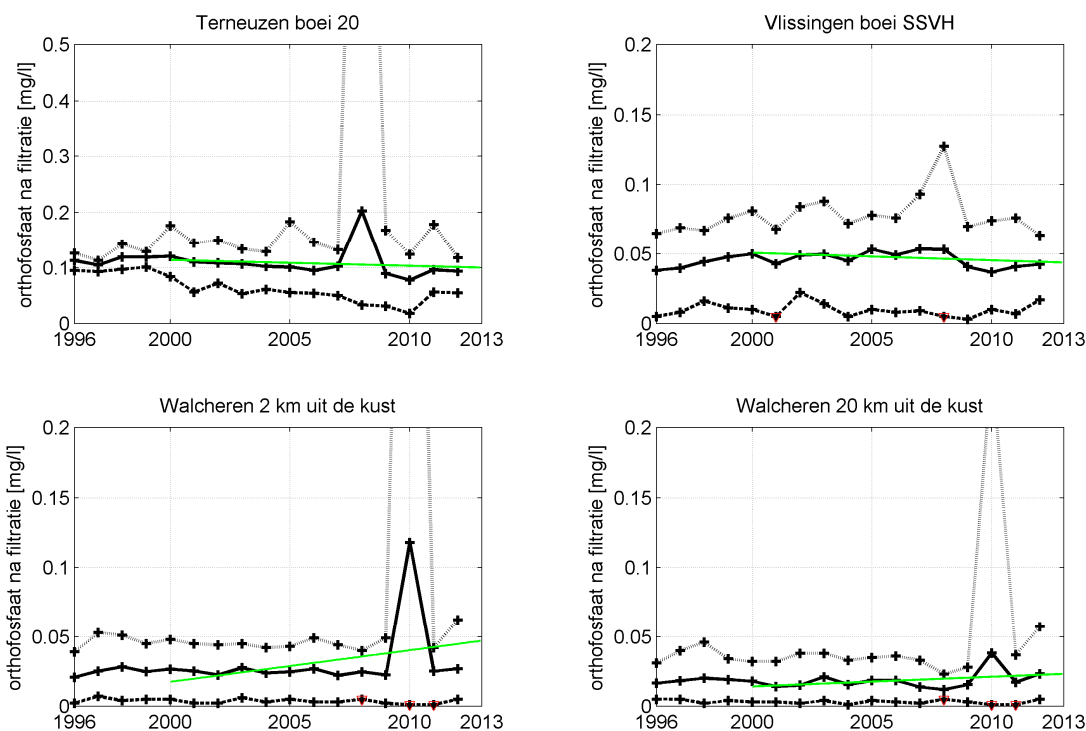 Terneuzen boei 20
orthofosfaat na filtratie [mg/l]
0.5
0.4
0.3
0.2
0.1
0
1996 2000 2005 2010 2013
Vlissingen boei SSVH
orthofosfaat na filtratie [mg/l]
0.2
0.15
0.1
0.05
0
1996 2000 2005 2010 2013
Walcheren 2 km uit de kust
orthofosfaat na filtratie [mg/l]
0.2
0.15
0.1
0.05
0
1996 2000 2005 2010 2013
Walcheren 20 km uit de kust
orthofosfaat na filtratie [mg/l]
0.2
0.15
0.1
0.05
0
1996 2000 2005 2010 2013